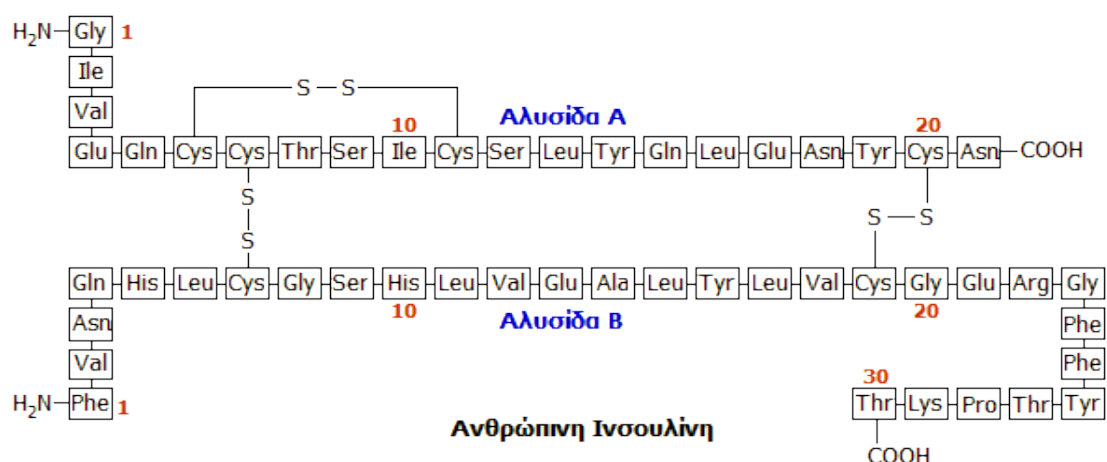 H2N Gly 1
Ile
S S
Val
Αλυσίδα Α
10
20
Glu Gln Cys Cys Thr Ser Ile Cys Ser Leu Tyr Gln Leu Glu Asn Tyr Cys Asn COOH
S
S
S S
Gln His Leu Cys Gly Ser His Leu Val Glu Ala Leu Tyr Leu Val Cys Gly Glu Arg Gly
10
20
Αλυσίδα Β
Asn
Phe
Val
Phe
30
H2N Phe 1
Thr Lys Pro Thr Tyr
Ανθρώπινη Ινσουλίνη
COOH